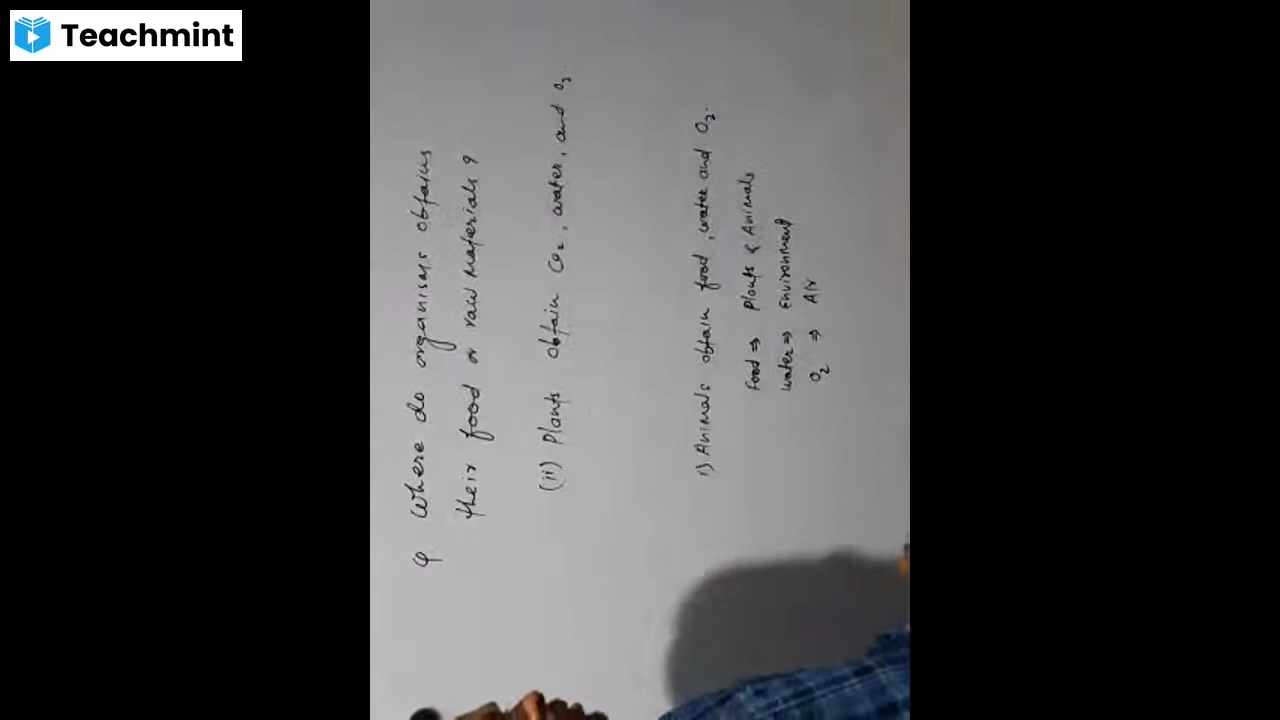 Teachmint
Q Where do organisms obtains
their food or raw materials ?
(ii) Plants obtain CO2, water, and O2.
i) Animals obtain food, water and O2.
Food ⇒ Plants & Animals
Water ⇒ Environment
O2 ⇒ Air